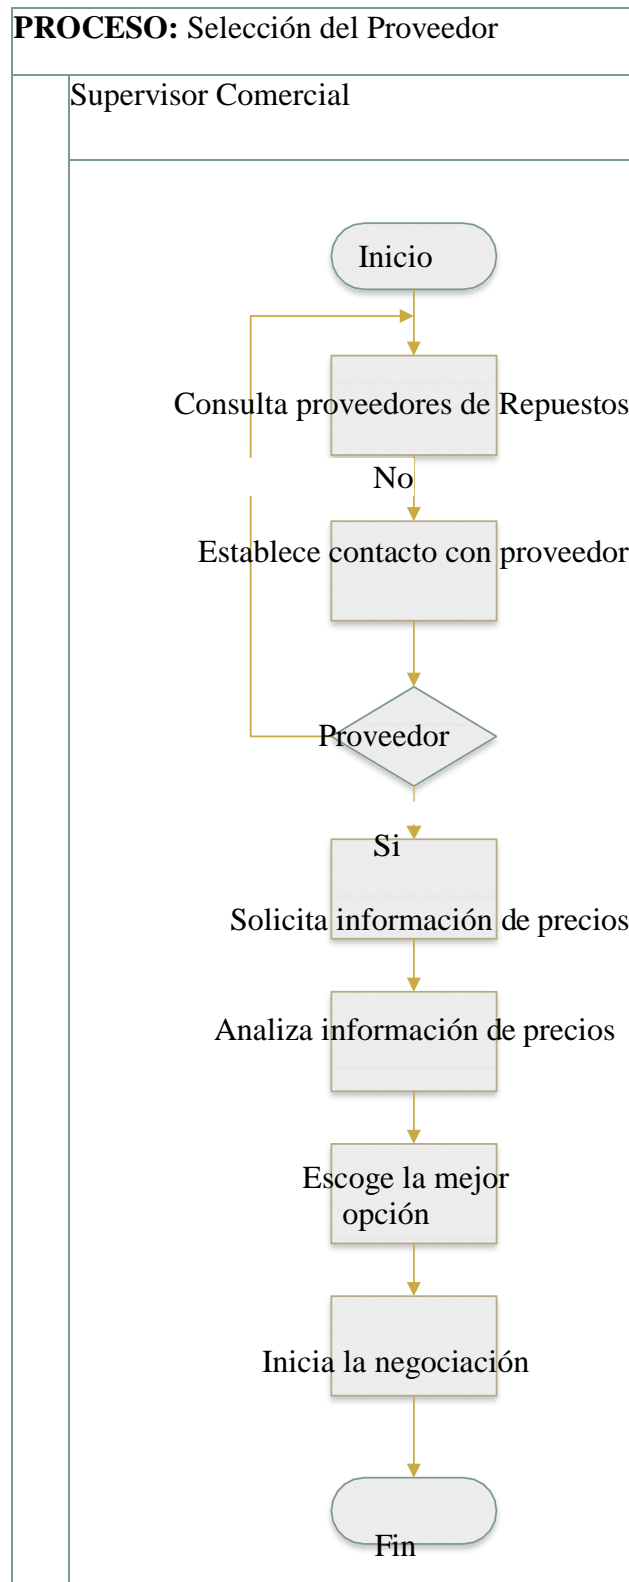 PROCESO: Selección del Proveedor
Supervisor Comercial
Inicio
Consulta proveedores de Repuestos
No
Establece contacto con proveedor
Proveedor
Si
Solicita información de precios
Analiza información de precios
Escoge la mejor
opción
Inicia la negociación
Fin